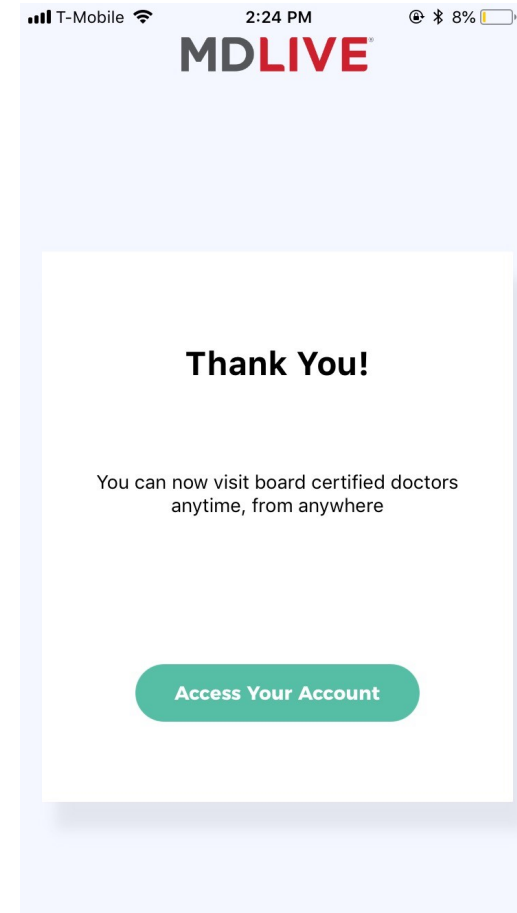 T-Mobile 2:24 PM 8%
MDLIVE®
Thank You!
You can now visit board certified doctors
anytime, from anywhere
Access Your Account